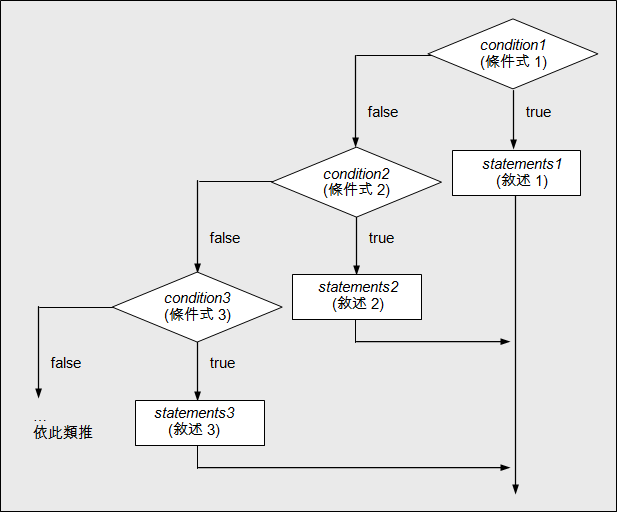 condition1
(條件式 1)
false
true
condition2
(條件式 2)
statements1
(敘述 1)
false
true
condition3
(條件式 3)
statements2
(敘述 2)
false
true
...
依此類推
statements3
(敘述 3)